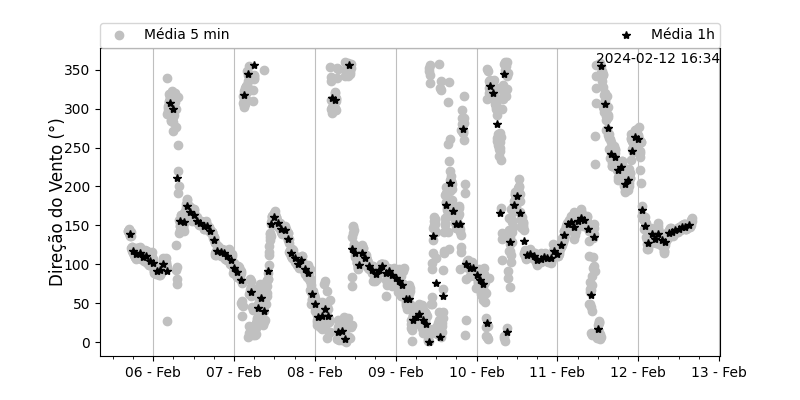 Média 5 min
Média 1h
2024-02-12 16:34
Direção do Vento (°)
350
300
250
200
150
100
50
0
06 - Feb
07 - Feb
08 - Feb
09 - Feb
10 - Feb
11 - Feb
12 - Feb
13 - Feb